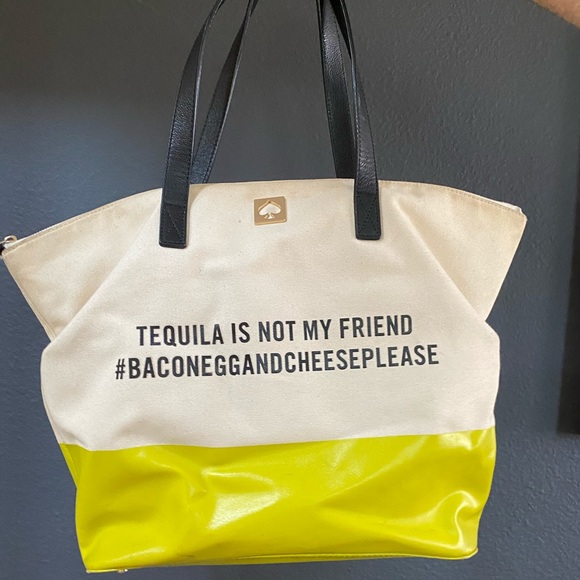 TEQUILA IS NOT MY FRIEND
#BACONEGGANDCHEESEPLEASE